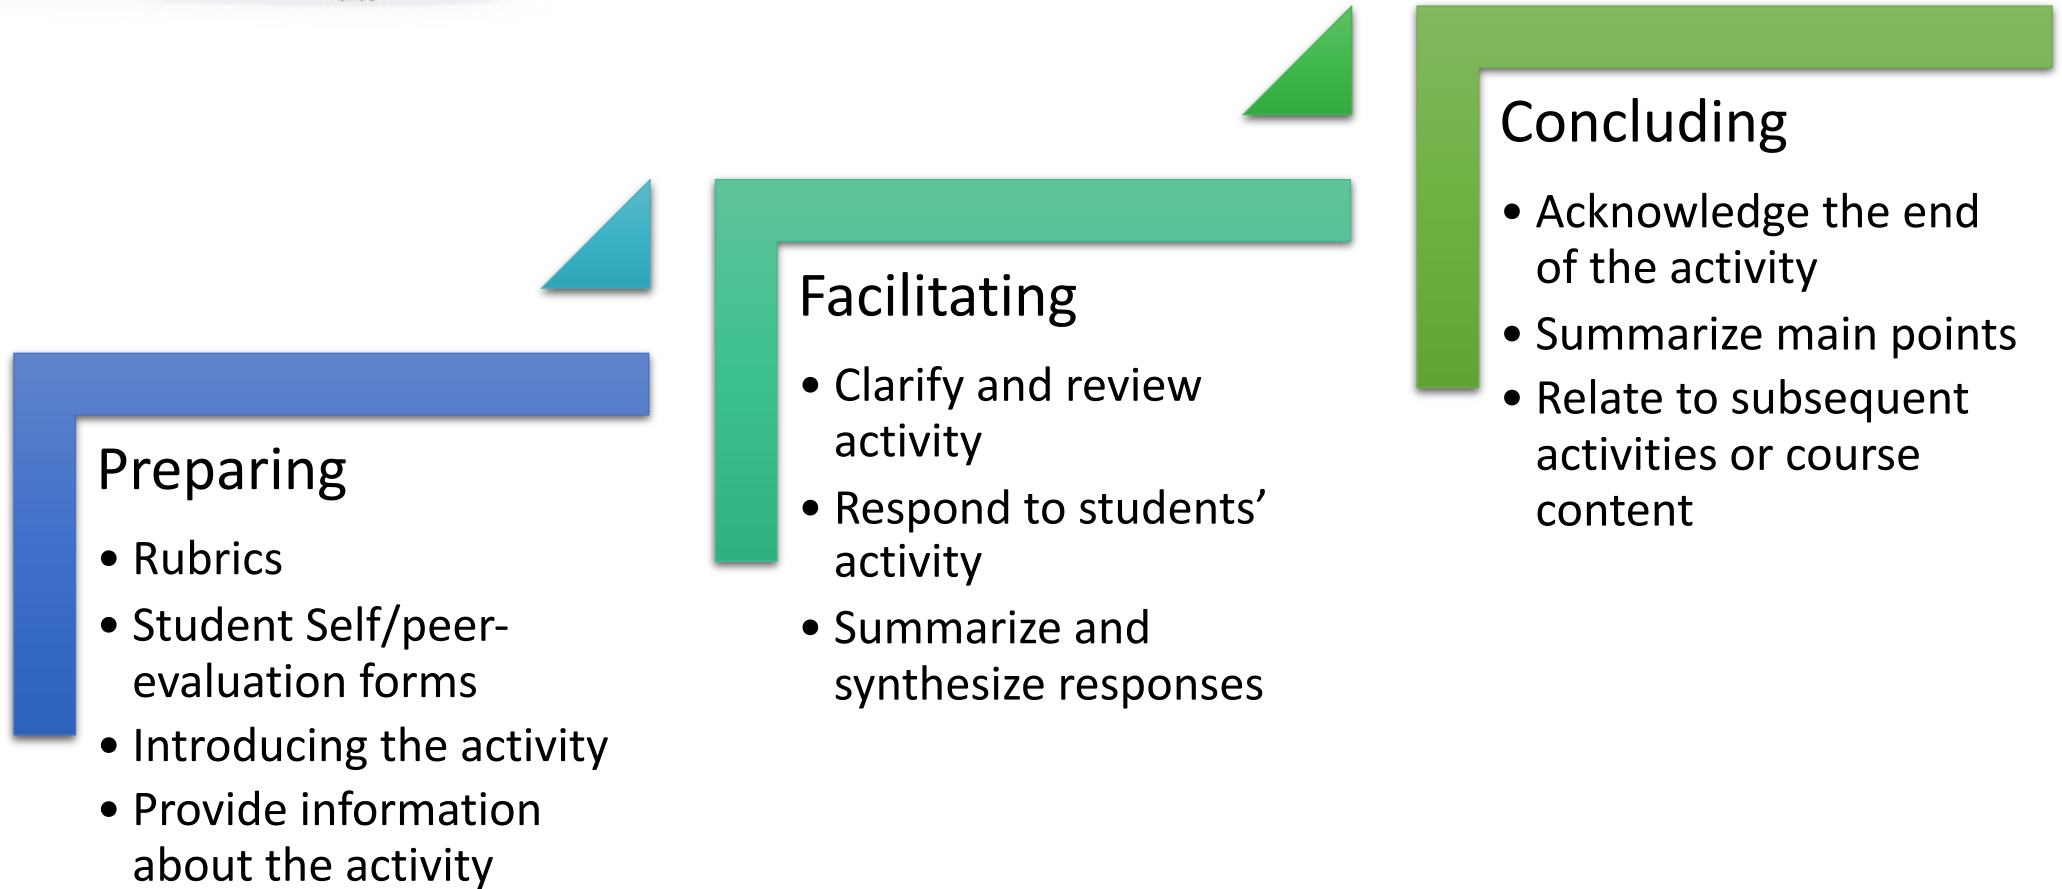 Preparing
• Rubrics
• Student Self/peer-
evaluation forms
• Introducing the activity
• Provide information
about the activity
Facilitating
• Clarify and review
activity
• Respond to students’
activity
• Summarize and
synthesize responses
Concluding
• Acknowledge the end
of the activity
• Summarize main points
• Relate to subsequent
activities or course
content